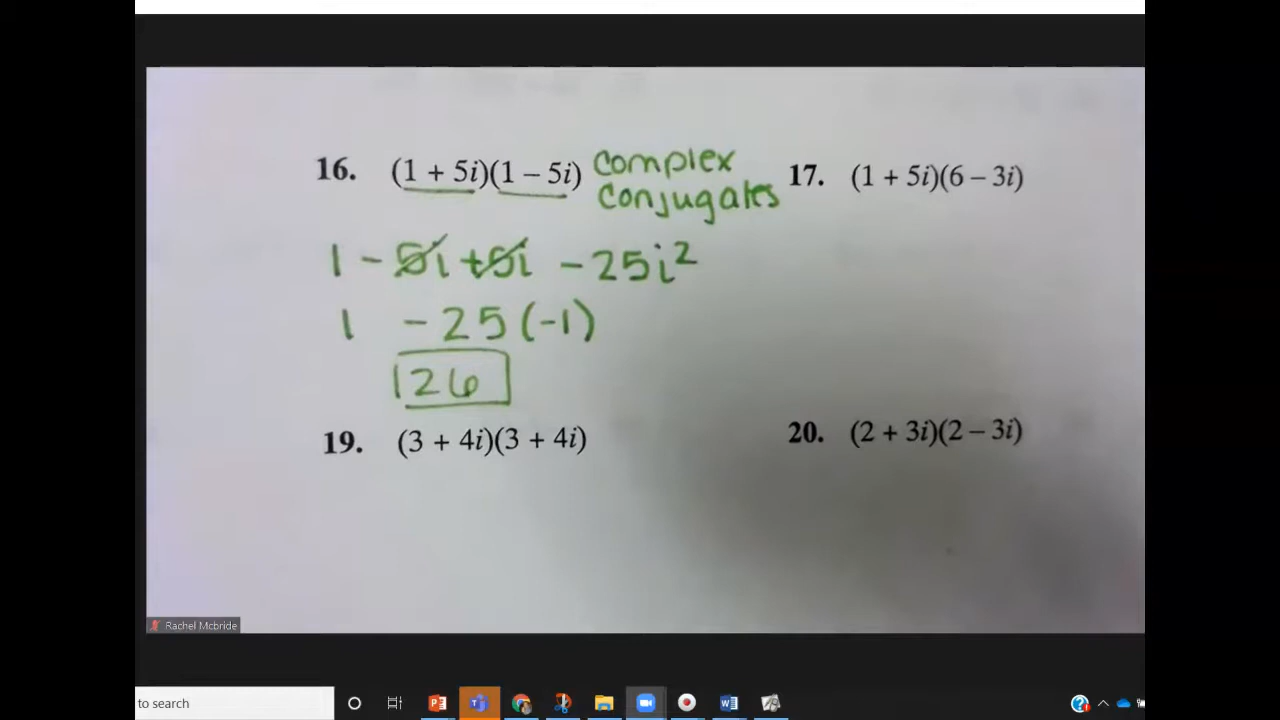 16. (1 + 5i)(1 – 5i) complex conjugates
17. (1 + 5i)(6 – 3i)
1 - 5i + 5i - 25i²
1 - 25 (-1)
26
19. (3 + 4i)(3 + 4i)
20. (2 + 3i)(2 – 3i)
Rachel Mcbride
to search